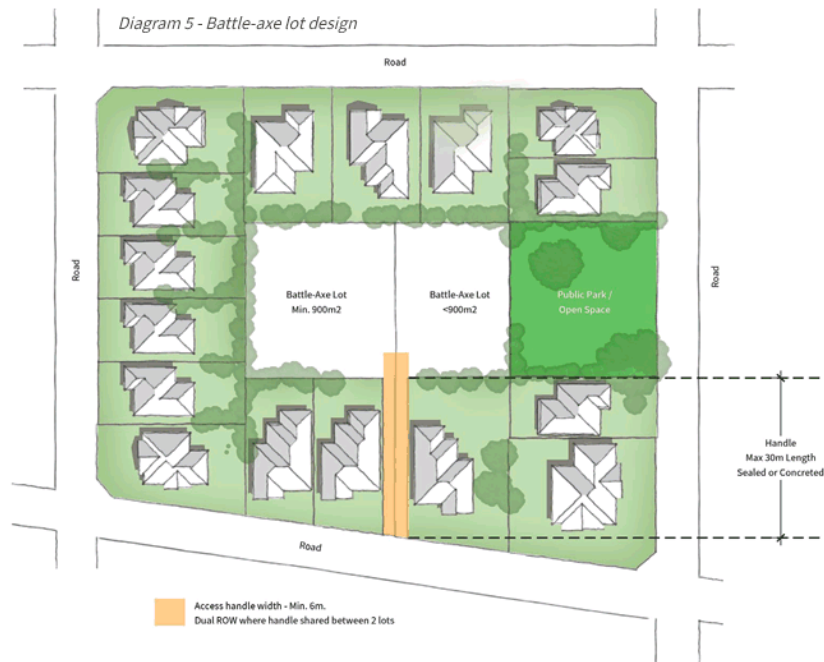 Diagram 5 - Battle-axe lot design
Road
Road
Battle-Axe Lot
Min. 900m2
Battle-Axe Lot
<900m2
Public Park /
Open Space
Road
Handle
Max 30m Length
Sealed or Concreted
Road
Access handle width - Min. 6m.
Dual ROW where handle shared between 2 lots